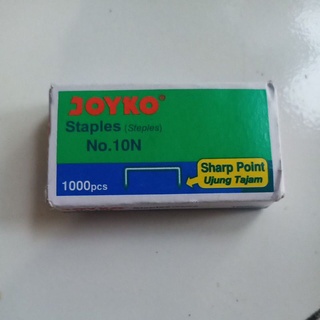 JOYKO
Staples (Staples)
No.10N
1000pcs
Sharp Point
Ujung Tajam